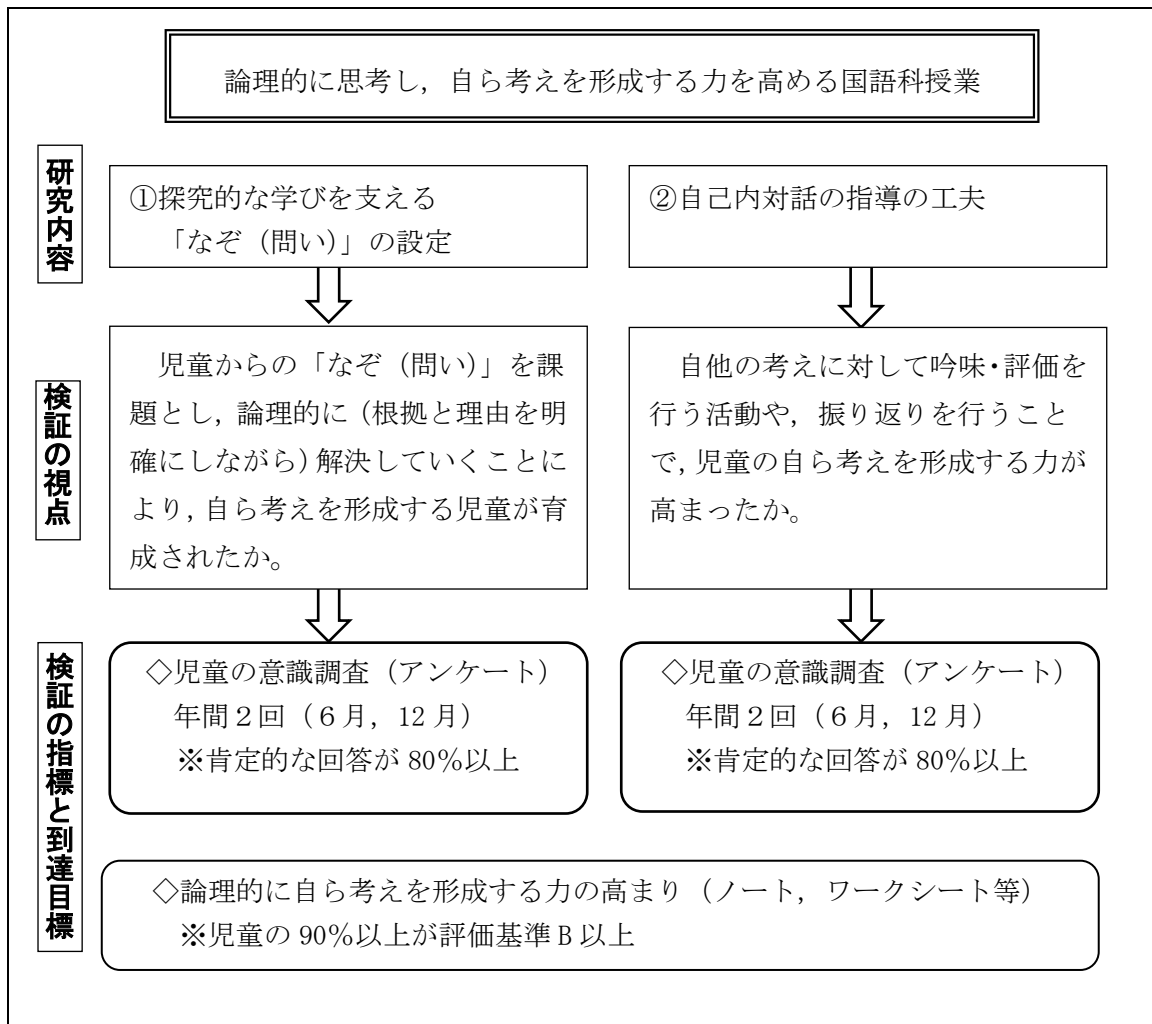 論理的に思考し，自ら考えを形成する力を高める国語科授業
研究内容
①探究的な学びを支える
「なぞ（問い）」の設定
②自己内対話の指導の工夫
検証の視点
児童からの「なぞ（問い）」を課
題とし，論理的に（根拠と理由を明
確にしながら）解決していくことに
より，自ら考えを形成する児童が育
成されたか。
自他の考えに対して吟味・評価を
行う活動や，振り返りを行うこと
で，児童の自ら考えを形成する力が
高まったか。
検証の指標と到達目標
◇児童の意識調査（アンケート）
年間２回（６月，12月）
※肯定的な回答が 80％以上
◇児童の意識調査（アンケート）
年間２回（６月，12月）
※肯定的な回答が 80％以上
◇論理的に自ら考えを形成する力の高まり（ノート，ワークシート等）
※児童の 90％以上が評価基準 B 以上